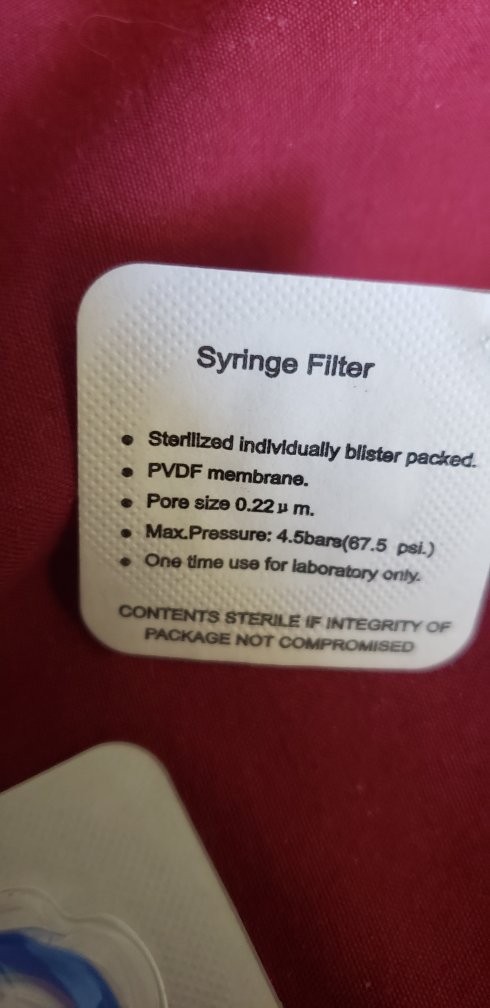 Syringe Filter
● Sterilized individually blister packed.
● PVDF membrane.
● Pore size 0.22 μ m.
● Max.Pressure: 4.5bars(67.5 psi.)
● One time use for laboratory only.
CONTENTS STERILE IF INTEGRITY OF
PACKAGE NOT COMPROMISED